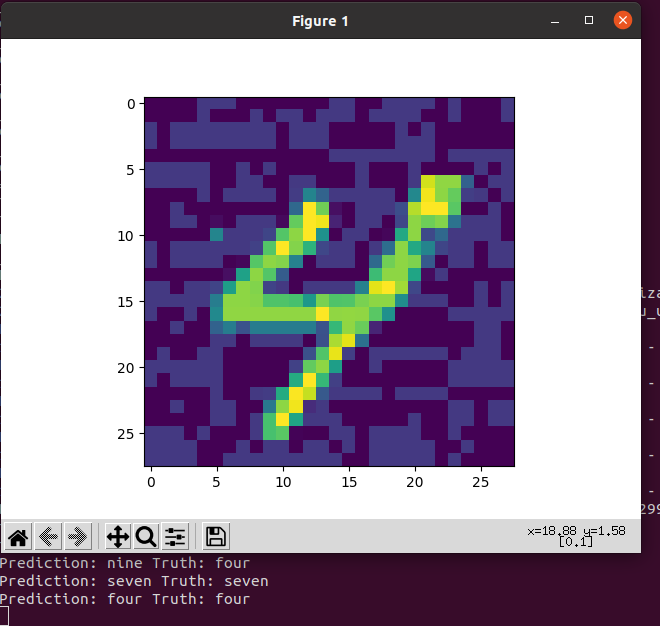 Figure 1
0
5
10
15
20
25
0 5 10 15 20 25
x=18.88 y=1.58
[0.1]
Prediction: nine Truth: four
Prediction: seven Truth: seven
Prediction: four Truth: four
iza
u_u
-
-
-
-
-
299